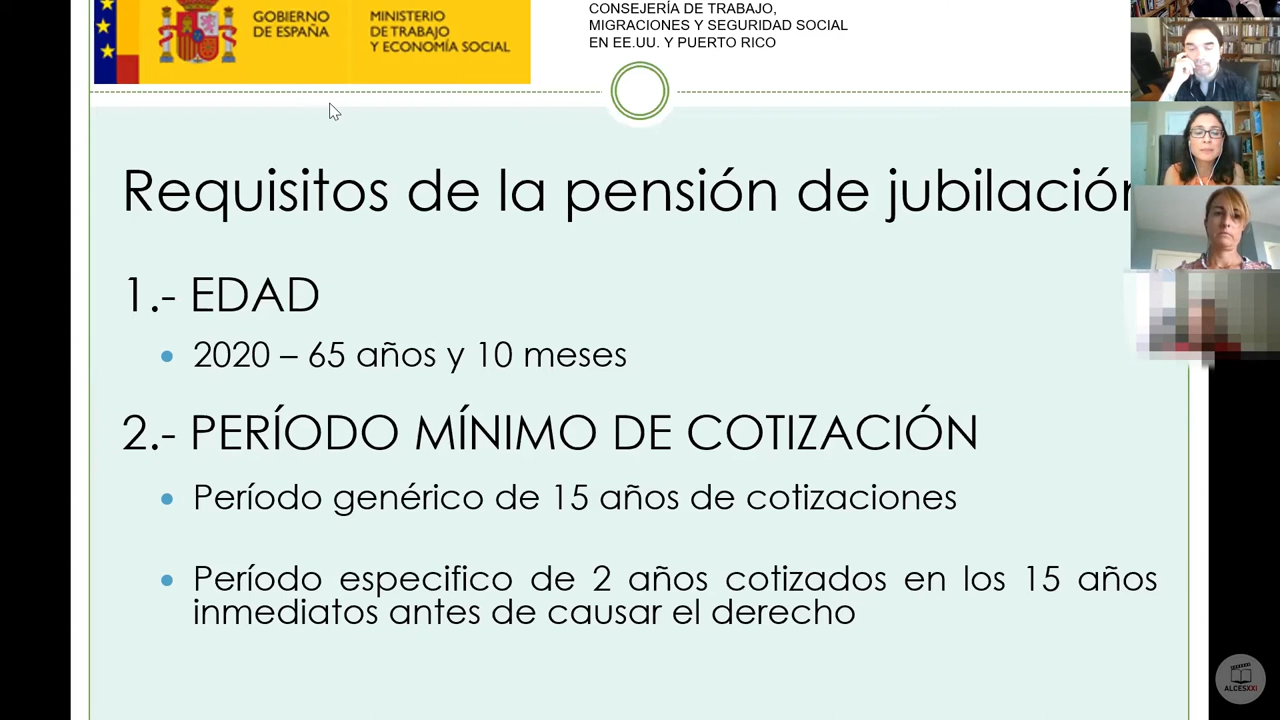 GOBIERNO
DE ESPAÑA
MINISTERIO
DE TRABAJO
Y ECONOMÍA SOCIAL
CONSEJERÍA DE TRABAJO,
MIGRACIONES Y SEGURIDAD SOCIAL
EN EE.UU. Y PUERTO RICO
Requisitos de la pensión de jubilación
1.- EDAD
• 2020 – 65 años y 10 meses
2.- PERÍODO MÍNIMO DE COTIZACIÓN
• Período genérico de 15 años de cotizaciones
• Período especifico de 2 años cotizados en los 15 años
inmediatos antes de causar el derecho
ALCESXXI